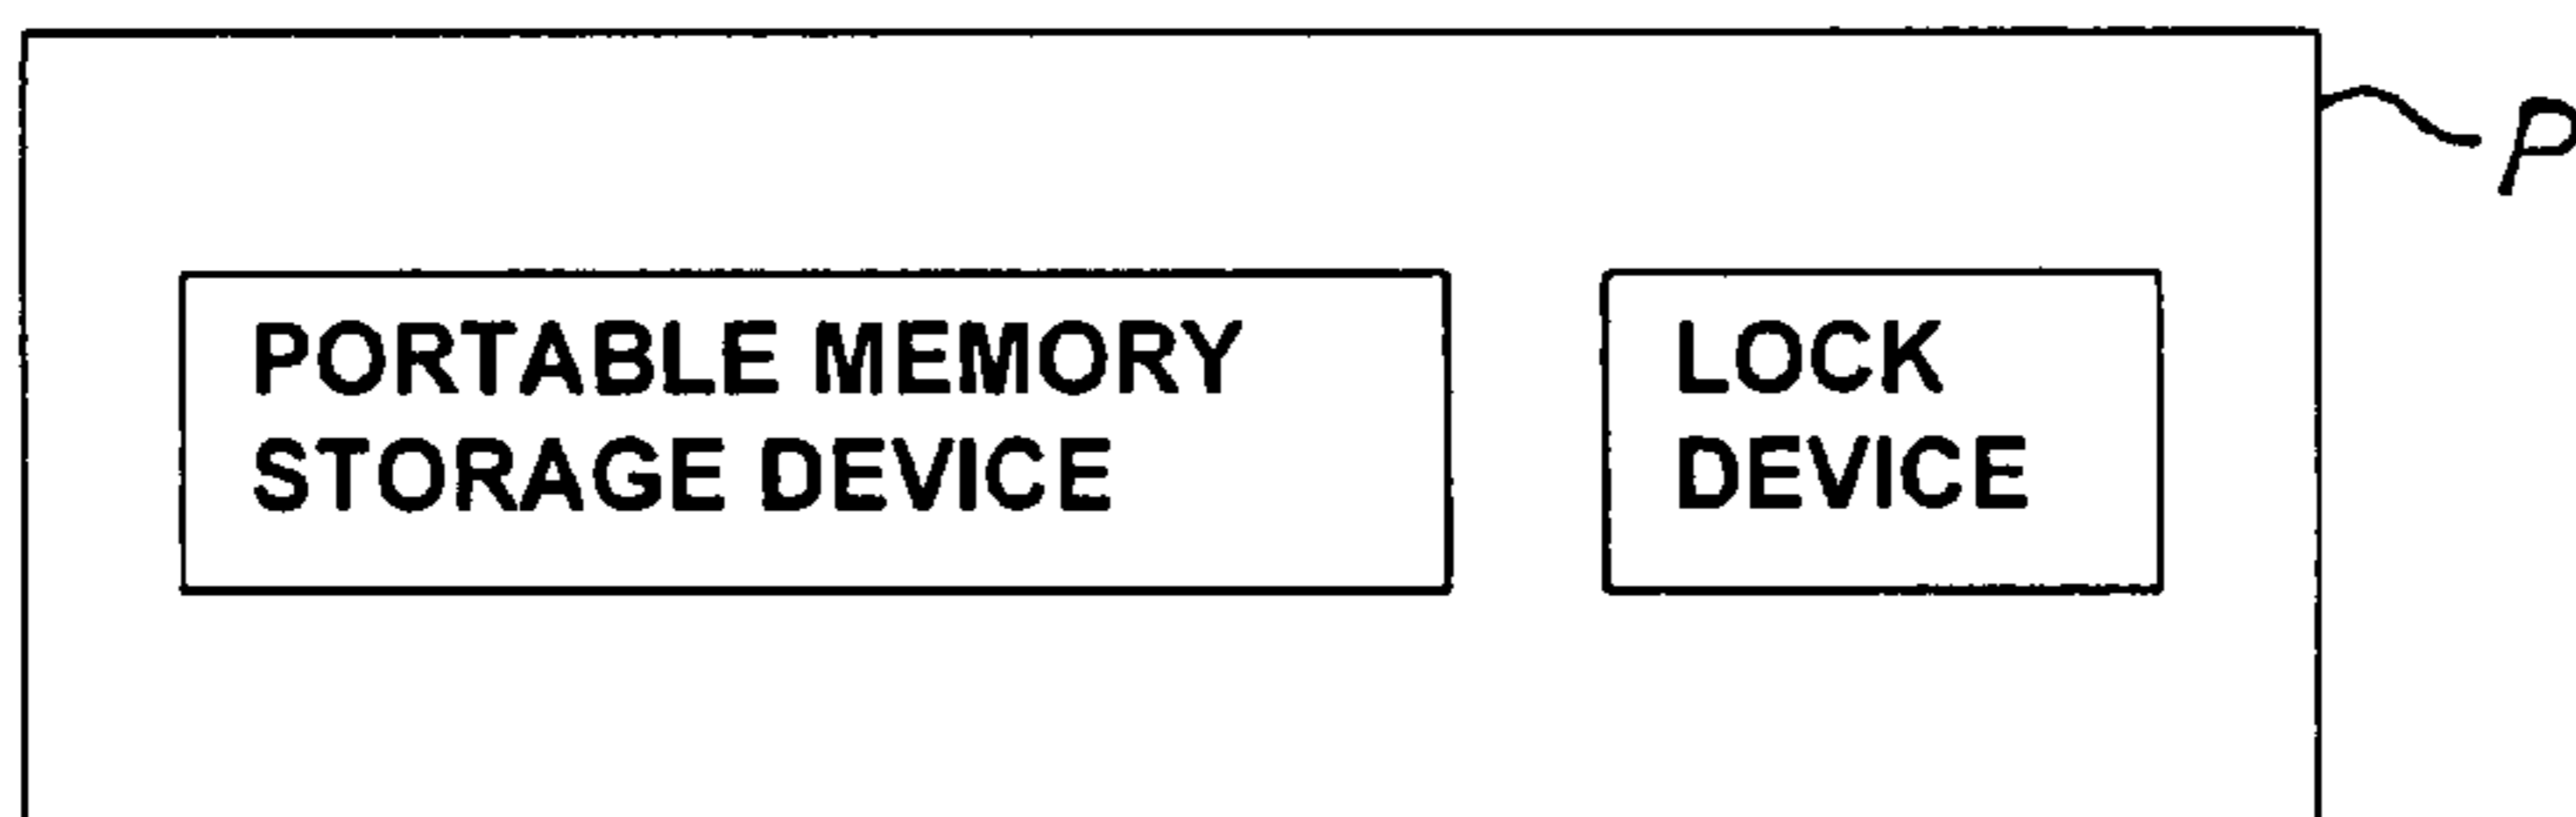 P
PORTABLE MEMORY
STORAGE DEVICE
LOCK
DEVICE